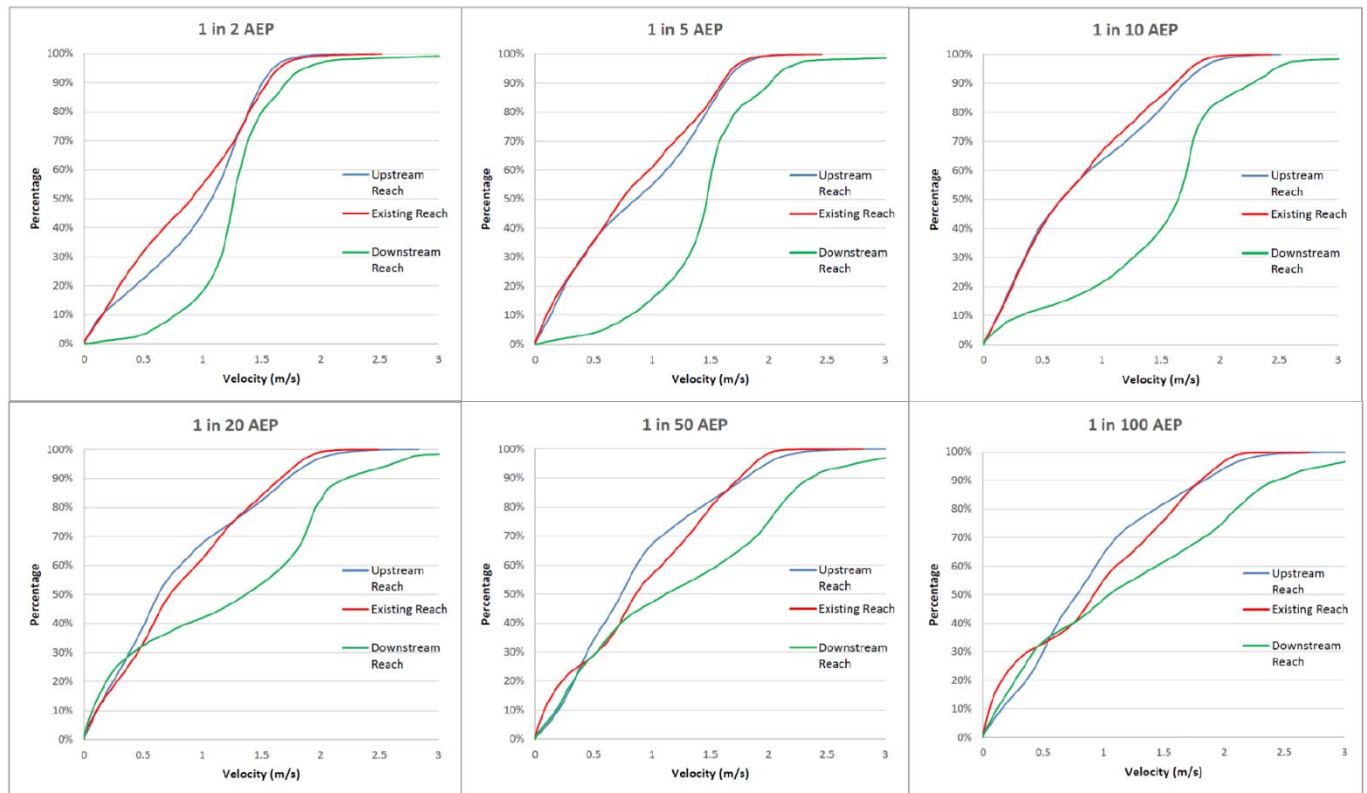 1 in 2 AEP
100%
90%
80%
70%
60%
50%
40%
30%
20%
10%
0%
Percentage
0 0.5 1 1.5 2 2.5 3
Velocity (m/s)
Upstream
Reach
Existing Reach
Downstream
Reach
1 in 5 AEP
100%
90%
80%
70%
60%
50%
40%
30%
20%
10%
0%
Percentage
0 0.5 1 1.5 2 2.5 3
Velocity (m/s)
Upstream
Reach
Existing Reach
Downstream
Reach
1 in 10 AEP
100%
90%
80%
70%
60%
50%
40%
30%
20%
10%
0%
Percentage
0 0.5 1 1.5 2 2.5 3
Velocity (m/s)
Upstream
Reach
Existing Reach
Downstream
Reach
1 in 20 AEP
100%
90%
80%
70%
60%
50%
40%
30%
20%
10%
0%
Percentage
0 0.5 1 1.5 2 2.5 3
Velocity (m/s)
Upstream
Reach
Existing Reach
Downstream
Reach
1 in 50 AEP
100%
90%
80%
70%
60%
50%
40%
30%
20%
10%
0%
Percentage
0 0.5 1 1.5 2 2.5 3
Velocity (m/s)
Upstream
Reach
Existing Reach
Downstream
Reach
1 in 100 AEP
100%
90%
80%
70%
60%
50%
40%
30%
20%
10%
0%
Percentage
0 0.5 1 1.5 2 2.5 3
Velocity (m/s)
Upstream
Reach
Existing Reach
Downstream
Reach